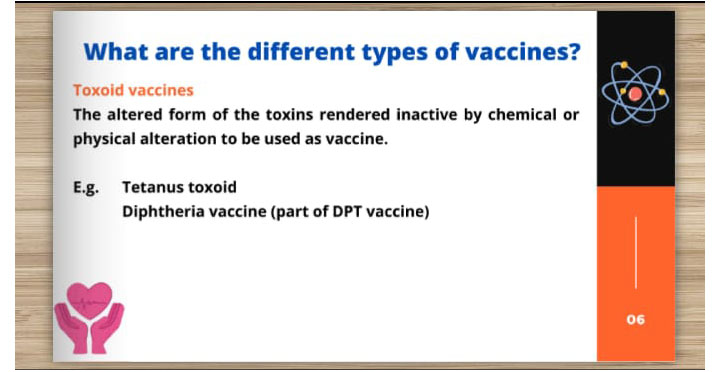 What are the different types of vaccines?
Toxoid vaccines
The altered form of the toxins rendered inactive by chemical or
physical alteration to be used as vaccine.
E.g. Tetanus toxoid
Diphtheria vaccine (part of DPT vaccine)
06